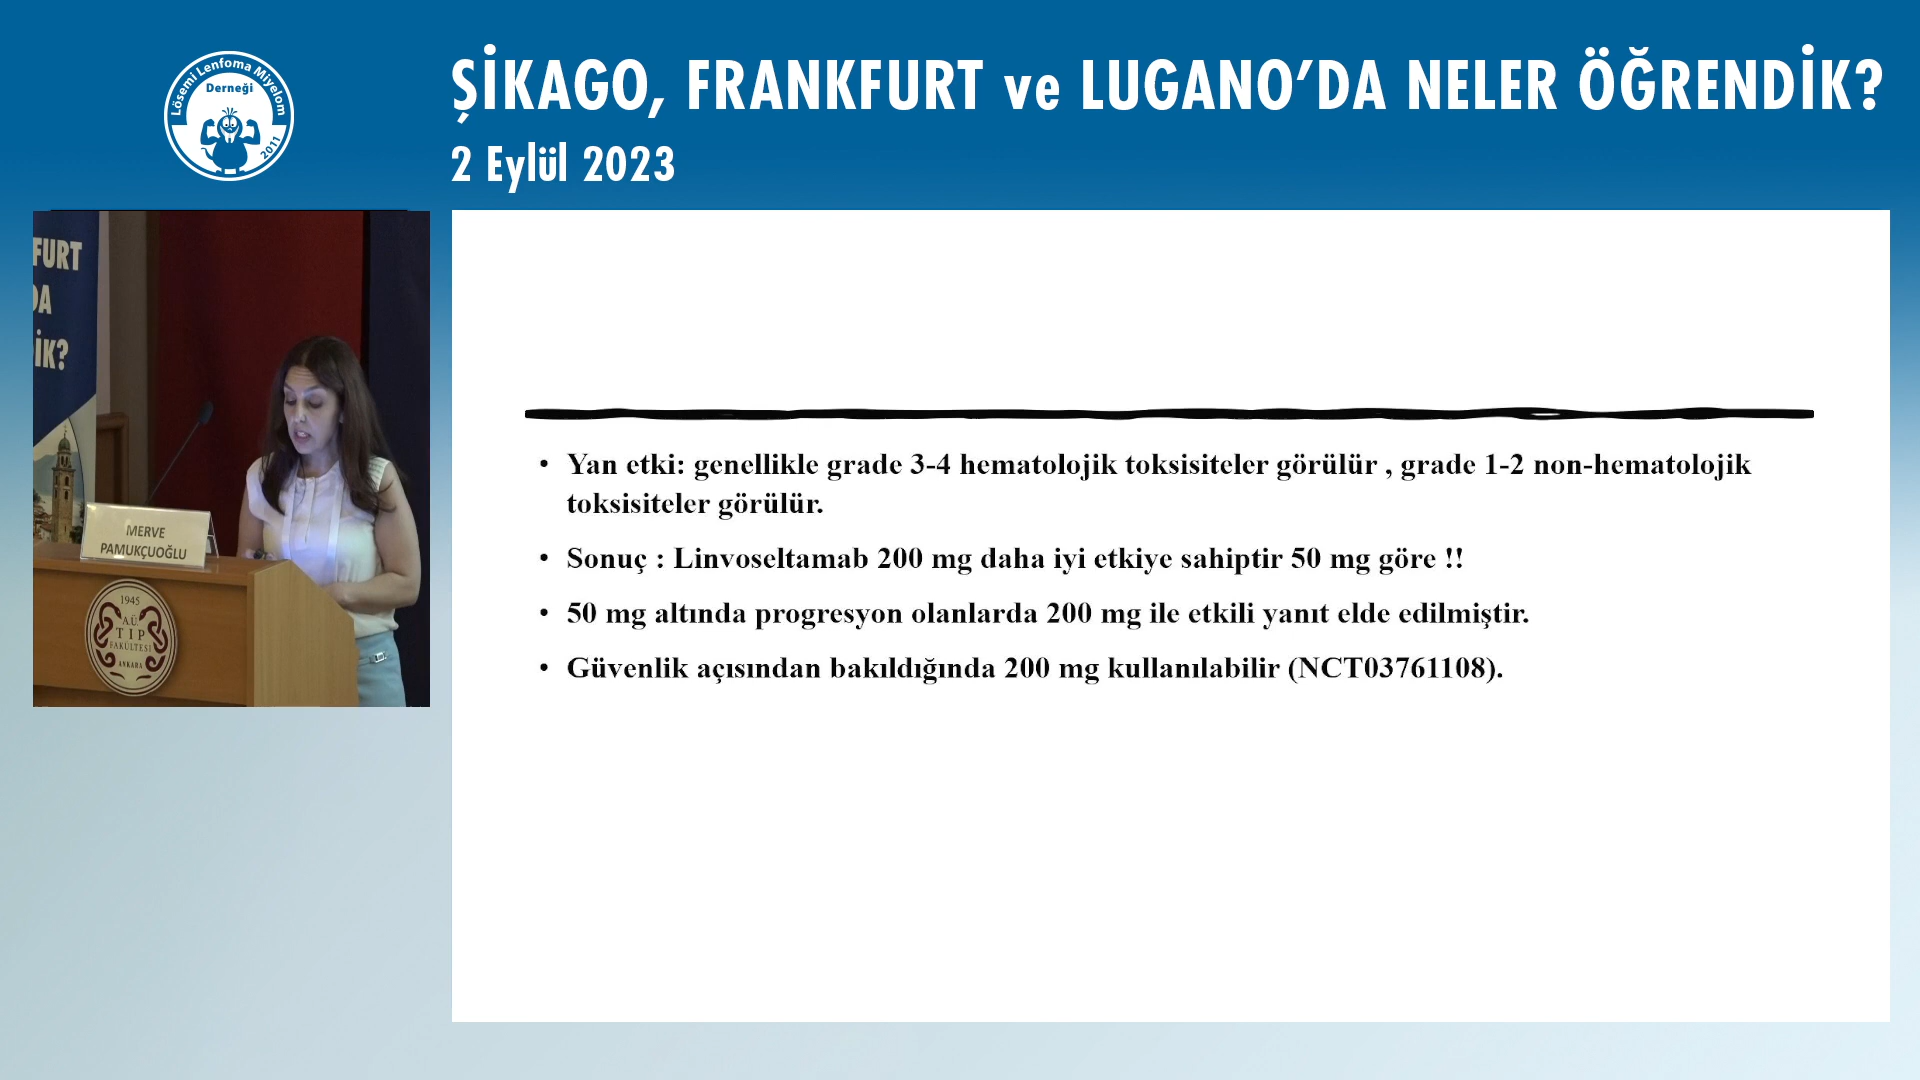 Lösemi Lenfoma Miyelom
Derneği
2011
ŞİKAGO, FRANKFURT ve LUGANO’DA NELER ÖĞRENDİK?
2 Eylül 2023
FURT
DA
İK?
MERVE
PAMUKÇUOĞLU
1945
A.Ü.
TIP
FAKÜLTESİ
ANKARA
• Yan etki: genellikle grade 3-4 hematolojik toksisiteler görülür , grade 1-2 non-hematolojik
toksisiteler görülür.
• Sonuç : Linvoseltamab 200 mg daha iyi etkiye sahiptir 50 mg göre !!
• 50 mg altında progresyon olanlarda 200 mg ile etkili yanıt elde edilmiştir.
• Güvenlik açısından bakıldığında 200 mg kullanılabilir (NCT03761108).